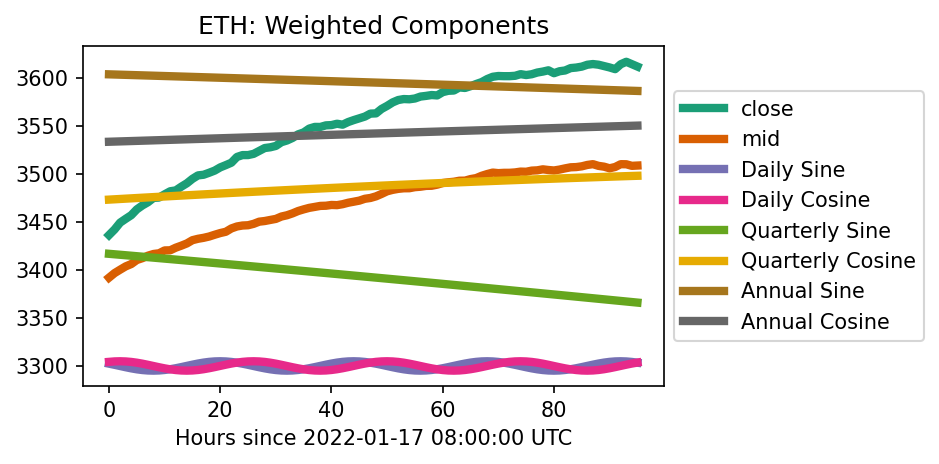 ETH: Weighted Components
3600
3550
3500
3450
3400
3350
3300
0 20 40 60 80
Hours since 2022-01-17 08:00:00 UTC
close
mid
Daily Sine
Daily Cosine
Quarterly Sine
Quarterly Cosine
Annual Sine
Annual Cosine